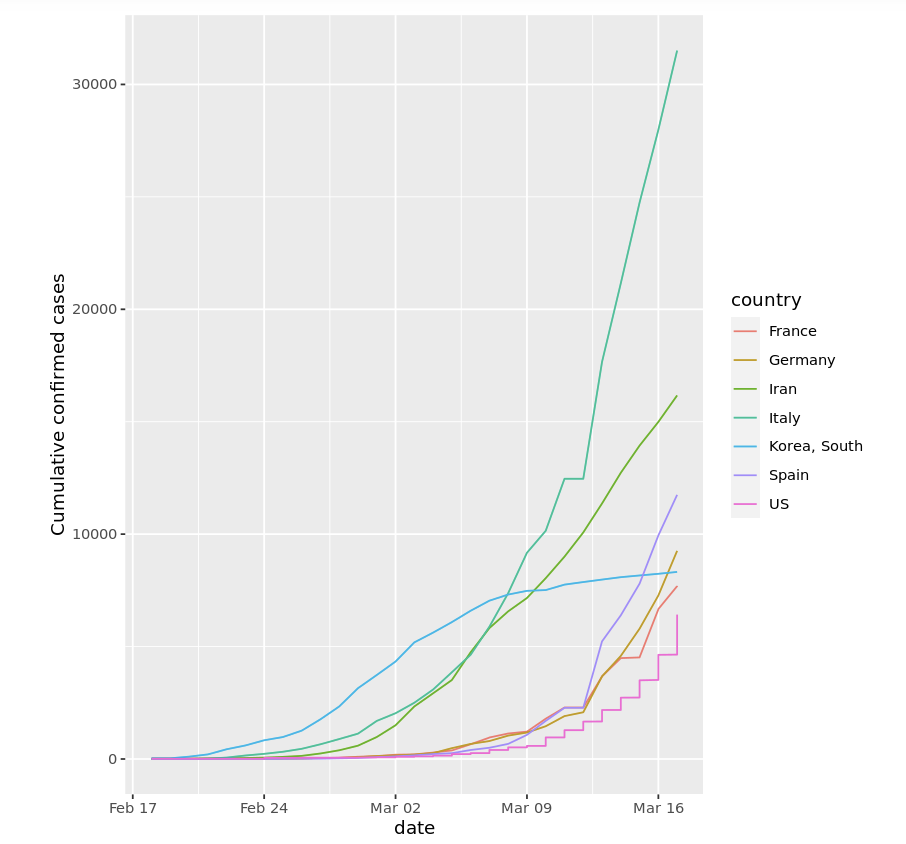 Cumulative confirmed cases
30000
20000
10000
0
Feb 17 Feb 24 Mar 02 Mar 09 Mar 16
date
country
France
Germany
Iran
Italy
Korea, South
Spain
US